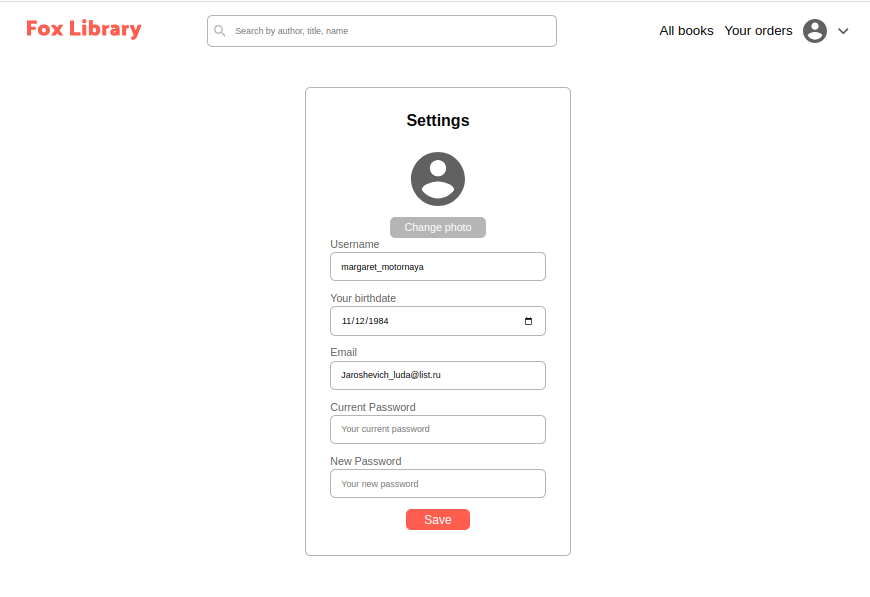 Fox Library
Search by author, title, name
All books
Your orders
Settings
Change photo
Username
margaret_motornaya
Your birthdate
11/12/1984
Email
Jaroshevich_luda@list.ru
Current Password
Your current password
New Password
Your new password
Save